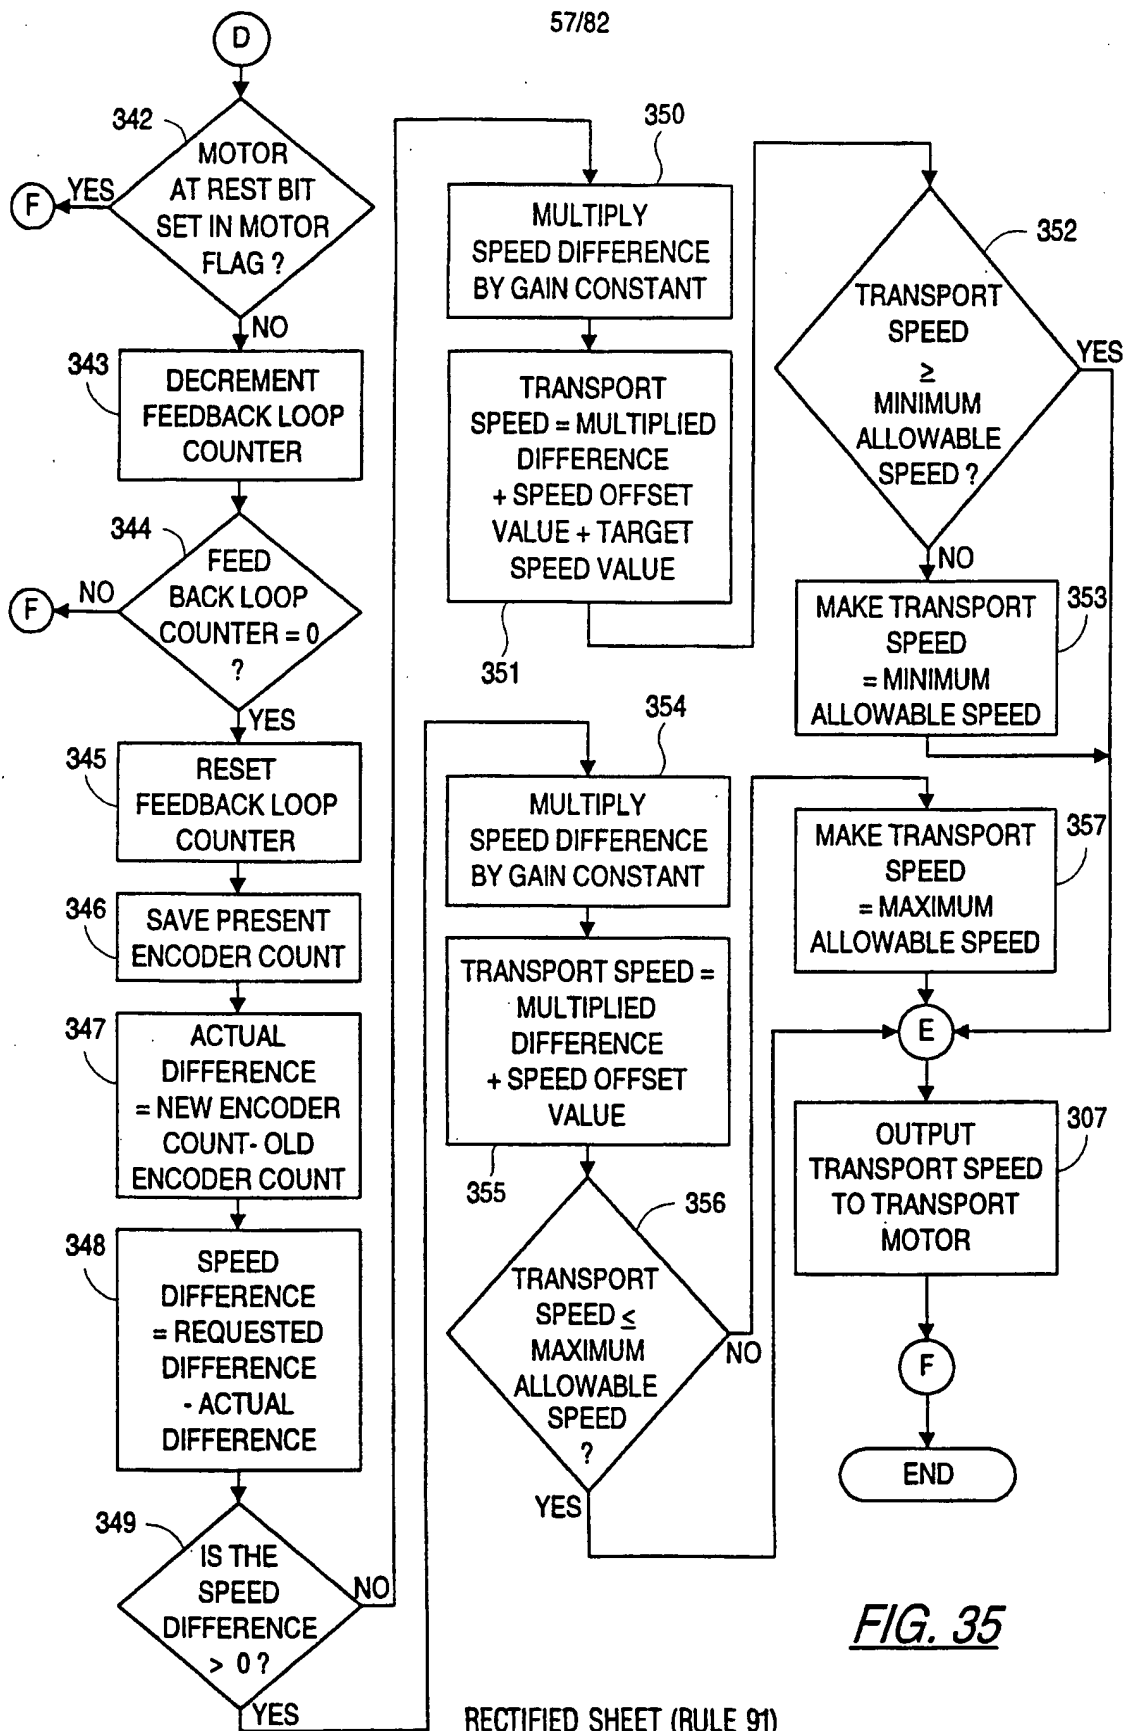 57/82
D
342
MOTOR
AT REST BIT
SET IN MOTOR
FLAG ?
YES
F
NO
343
DECREMENT
FEEDBACK LOOP
COUNTER
344
FEED
BACK LOOP
COUNTER = 0
?
NO
F
YES
345
RESET
FEEDBACK LOOP
COUNTER
346
SAVE PRESENT
ENCODER COUNT
347
ACTUAL
DIFFERENCE
= NEW ENCODER
COUNT- OLD
ENCODER COUNT
348
SPEED
DIFFERENCE
= REQUESTED
DIFFERENCE
- ACTUAL
DIFFERENCE
349
IS THE
SPEED
DIFFERENCE
> 0 ?
NO
YES
350
MULTIPLY
SPEED DIFFERENCE
BY GAIN CONSTANT
TRANSPORT
SPEED = MULTIPLIED
DIFFERENCE
+ SPEED OFFSET
VALUE + TARGET
SPEED VALUE
351
352
TRANSPORT
SPEED
≥
MINIMUM
ALLOWABLE
SPEED ?
YES
NO
353
MAKE TRANSPORT
SPEED
= MINIMUM
ALLOWABLE SPEED
354
MULTIPLY
SPEED DIFFERENCE
BY GAIN CONSTANT
TRANSPORT SPEED =
MULTIPLIED
DIFFERENCE
+ SPEED OFFSET
VALUE
355
356
TRANSPORT
SPEED ≤
MAXIMUM
ALLOWABLE
SPEED
?
NO
YES
357
MAKE TRANSPORT
SPEED
= MAXIMUM
ALLOWABLE SPEED
E
307
OUTPUT
TRANSPORT SPEED
TO TRANSPORT
MOTOR
F
END
FIG. 35
RECTIFIED SHEET (RULE 91)